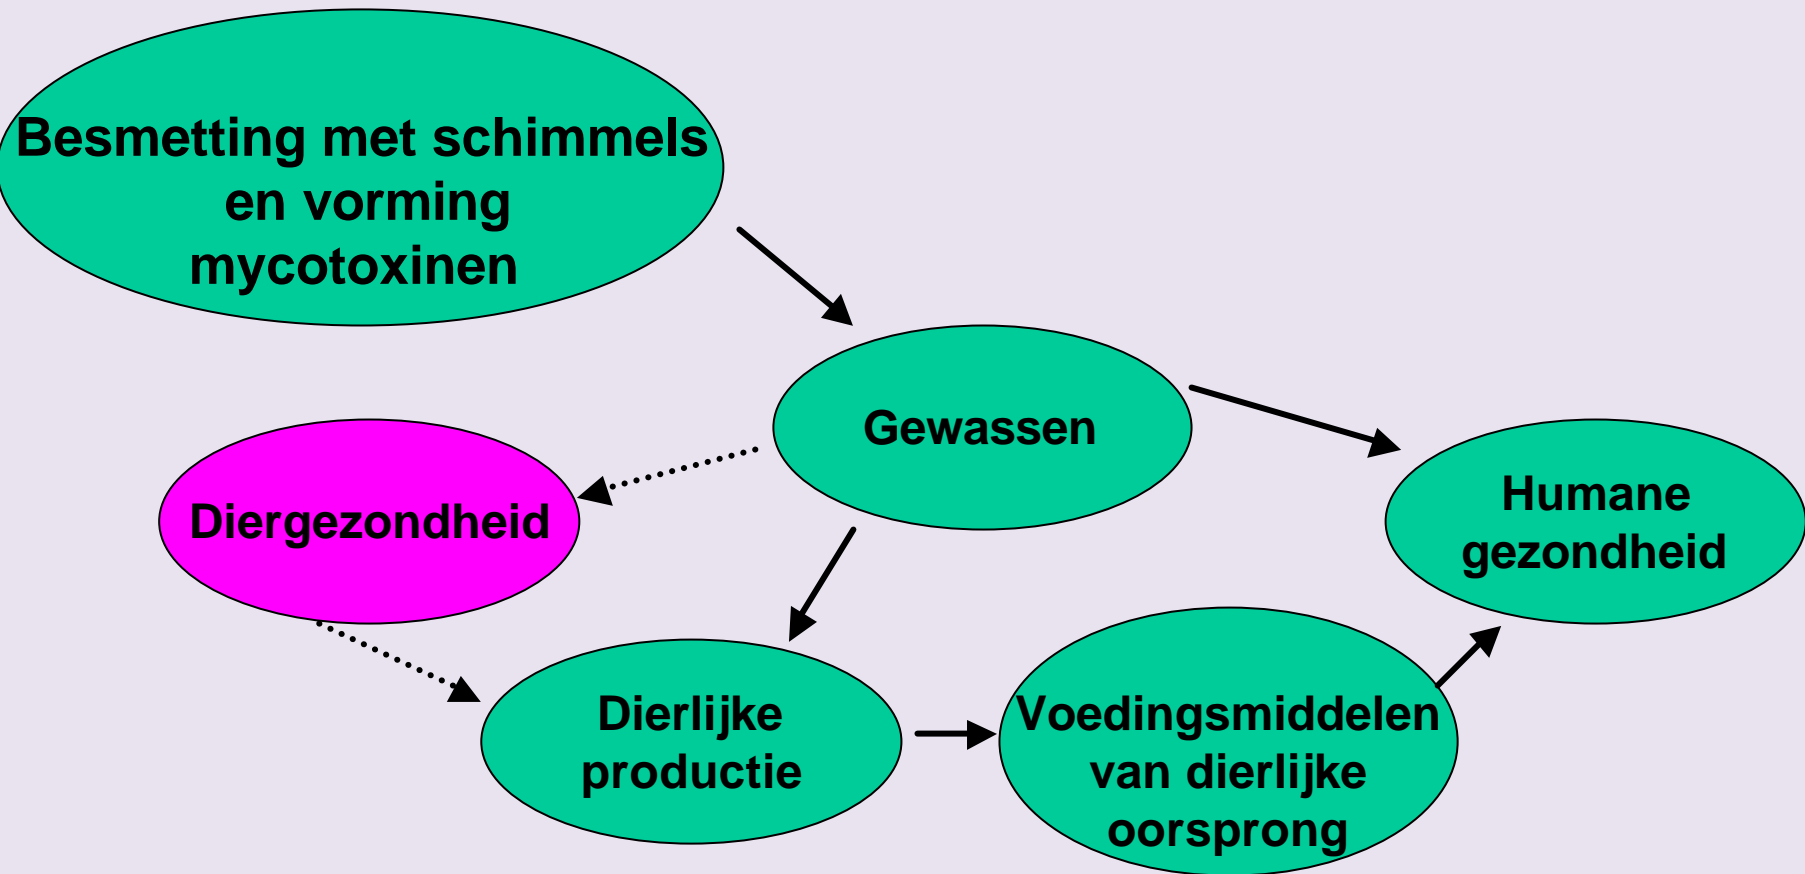 Besmetting met schimmels
en vorming
mycotoxinen
Gewassen
Diergezondheid
Humane
gezondheid
Dierlijke
productie
Voedingsmiddelen
van dierlijke
oorsprong